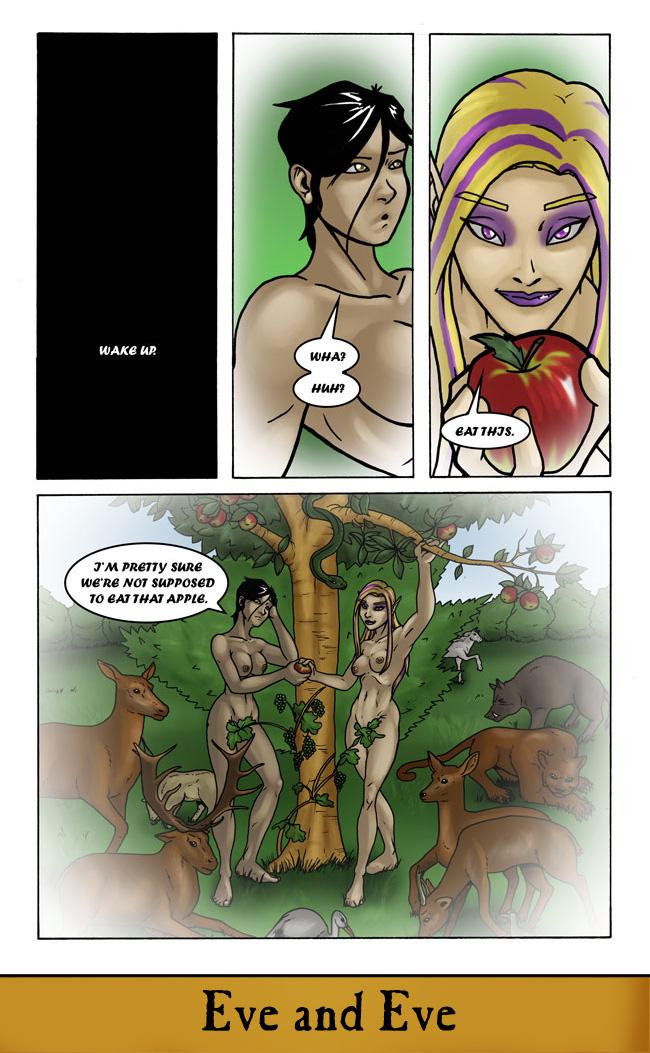 WAKE UP.
WHA?
HUH?
EAT THIS.
I'M PRETTY SURE
WE'RE NOT SUPPOSED
TO EAT THAT APPLE.
Eve and Eve